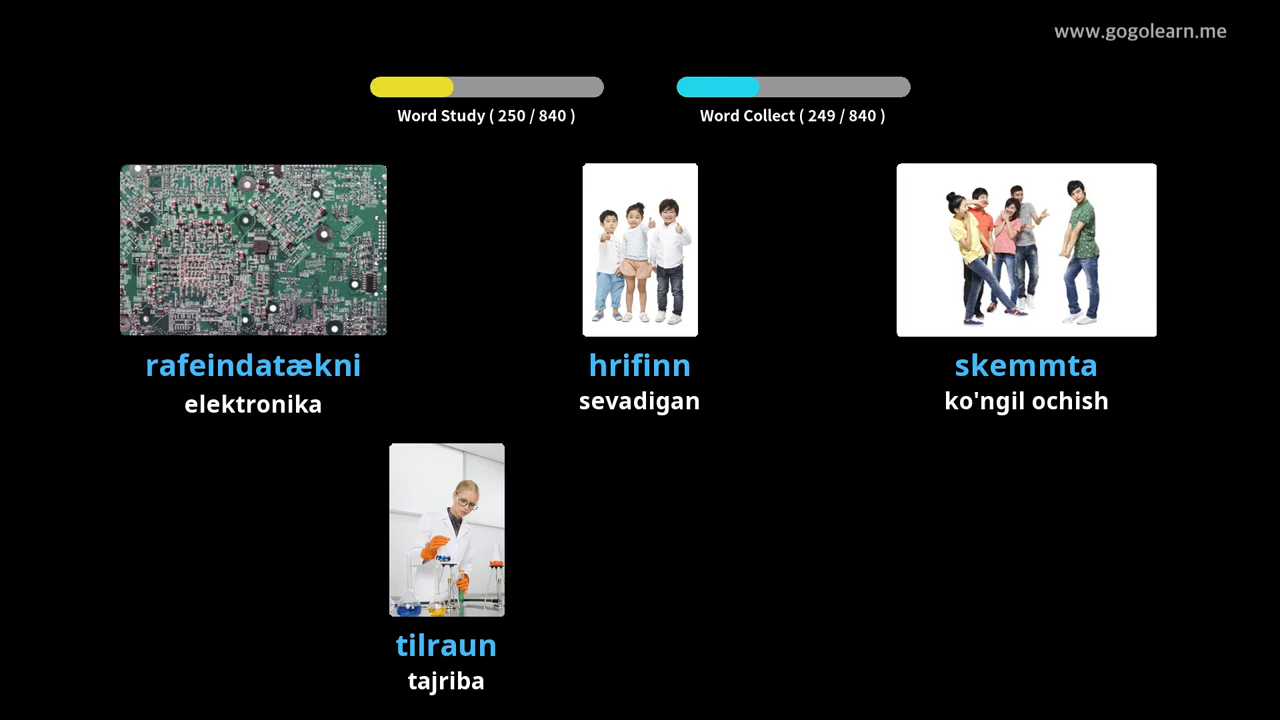 www.gogolearn.me
Word Study ( 250 / 840 )
Word Collect ( 249 / 840 )
rafeindatækni
elektronika
hrifinn
sevadigan
skemmta
ko'ngil ochish
tilraun
tajriba